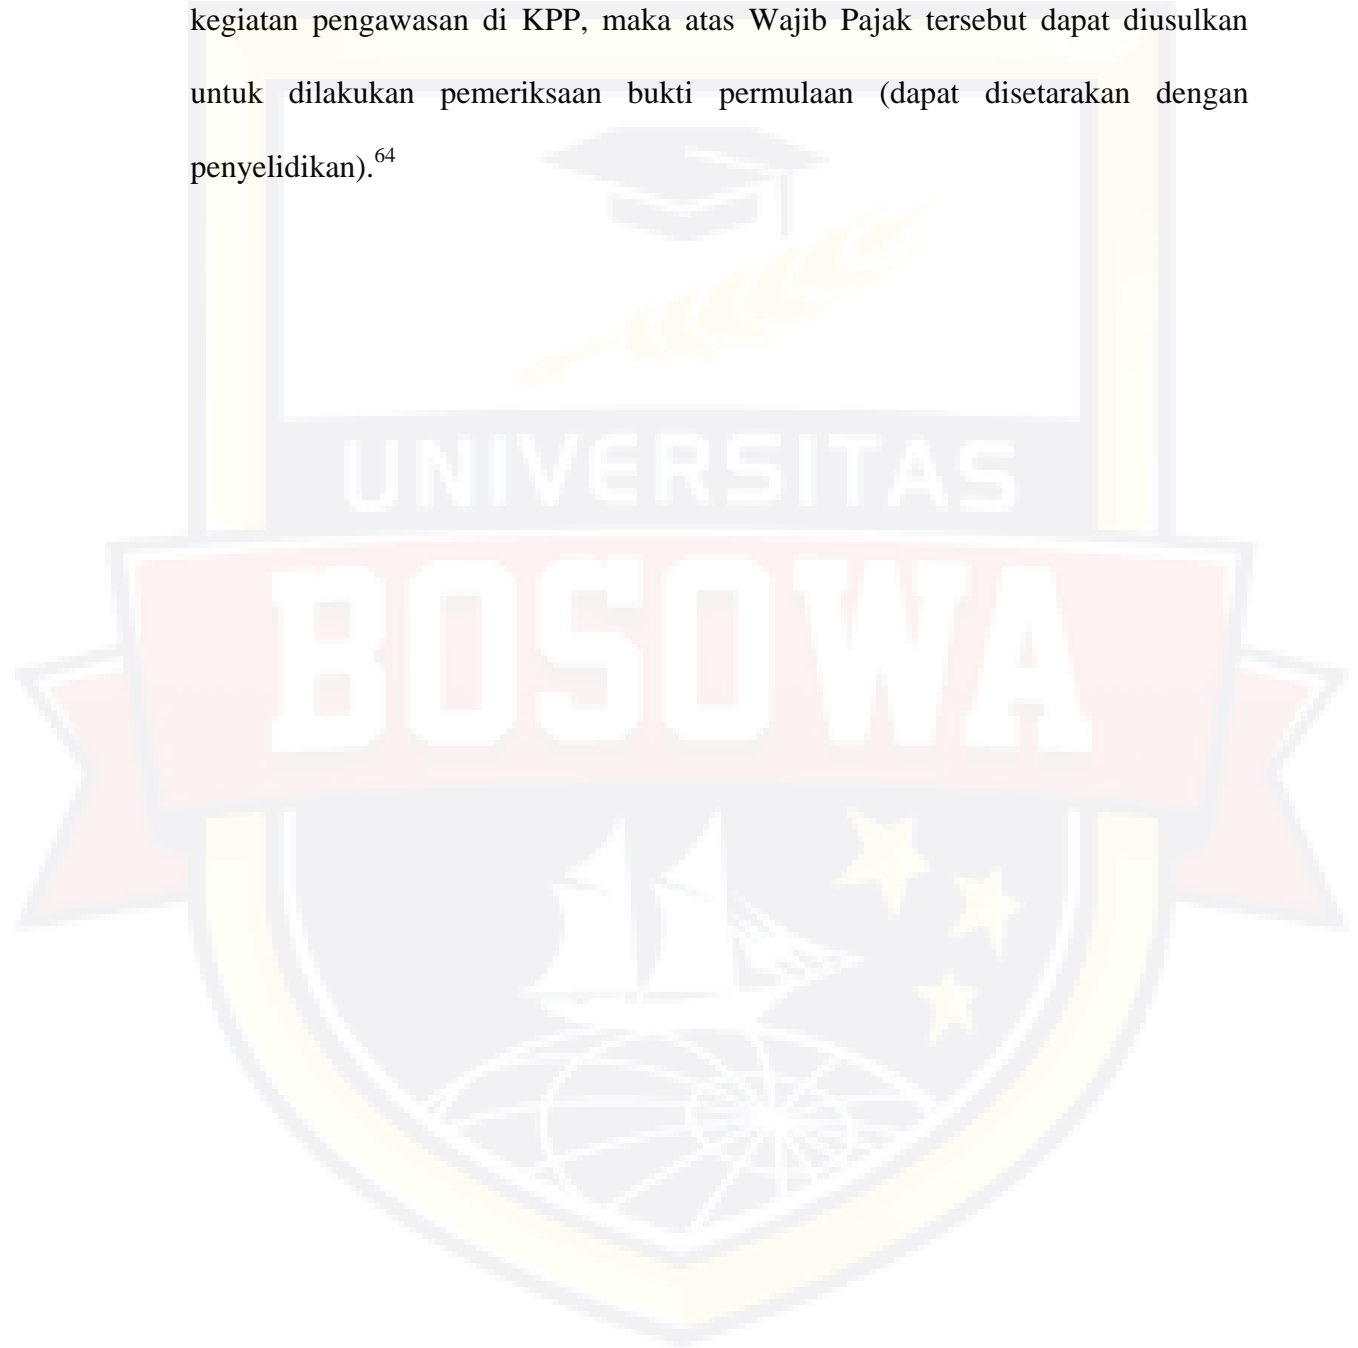 kegiatan pengawasan di KPP, maka atas Wajib Pajak tersebut dapat diusulkan
untuk dilakukan pemeriksaan bukti permulaan (dapat disetarakan dengan
penyelidikan).64
UNIVERSITAS
BOSOWA